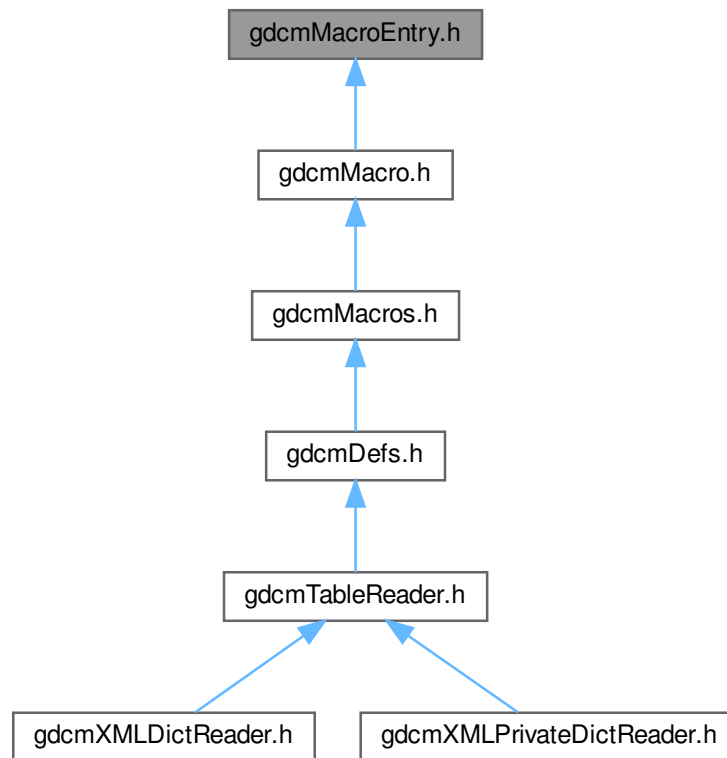 gdcmMacroEntry.h
gdcmMacro.h
gdcmMacros.h
gdcmDefs.h
gdcmTableReader.h
gdcmXMLDictReader.h
gdcmXMLPrivateDictReader.h